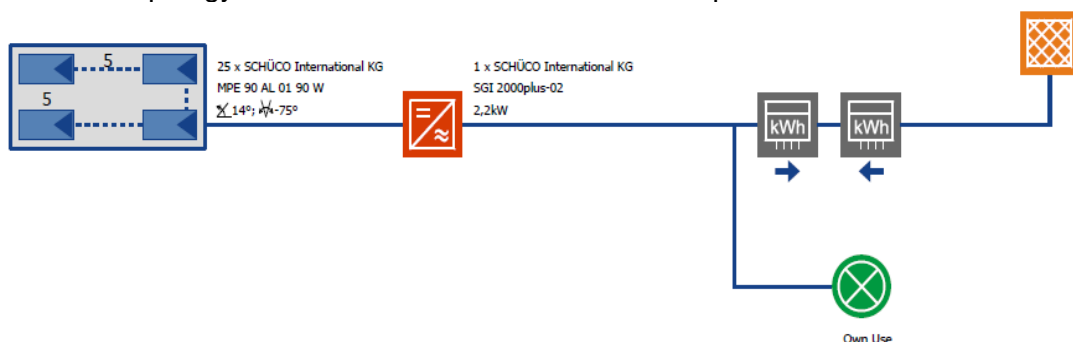 5
5
25 x SCHÜCO International KG
MPE 90 AL 01 90 W
14°; -75°
1 x SCHÜCO International KG
SGI 2000plus-02
2,2kW
kWh
kWh
Own Use